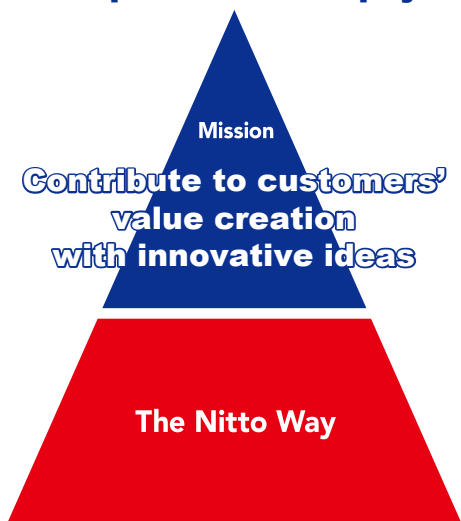 Mission
Contribute to customers’
value creation
with innovative ideas
The Nitto Way